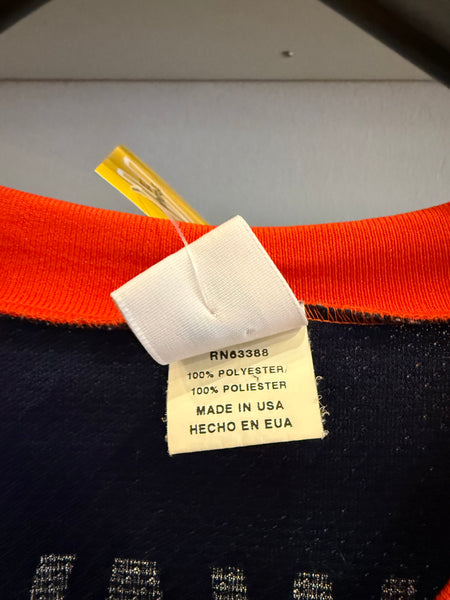 RN63388
100% POLYESTER/
100% POLIESTER
MADE IN USA
HECHO EN EUA